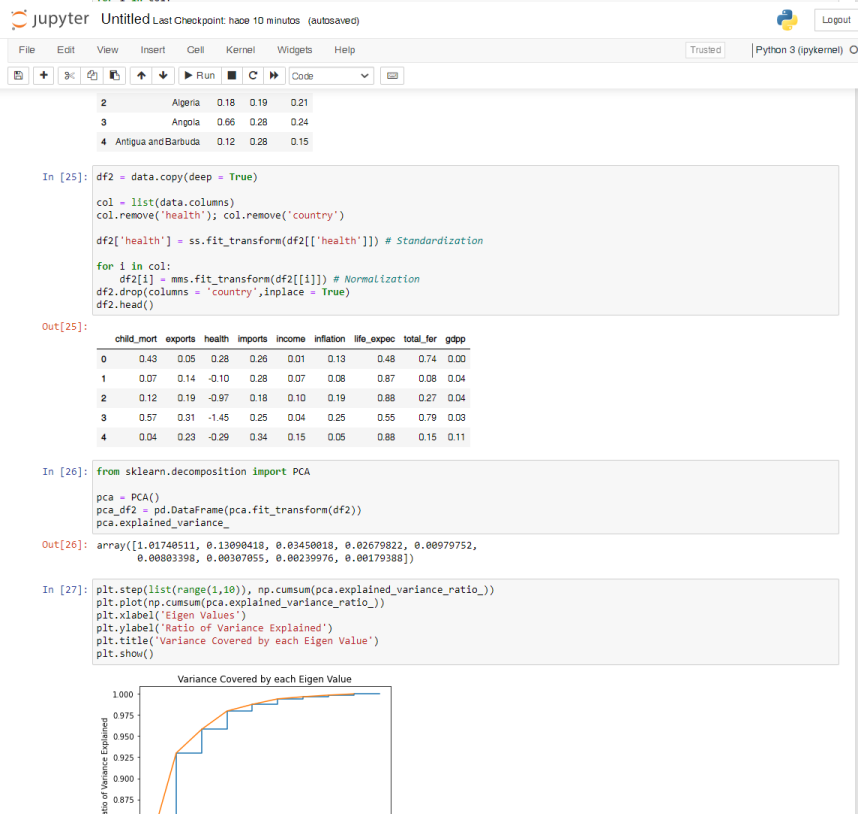 jupyter Untitled Last Checkpoint: hace 10 minutos (autosaved)
Logout
File Edit View Insert Cell Kernel Widgets Help
Trusted Python 3 (ipykernel)
Run Code
2 Algeria 0.18 0.19 0.21
3 Angola 0.66 0.28 0.24
4 Antigua and Barbuda 0.12 0.28 0.15
In [25]: df2 = data.copy(deep = True)
col = list(data.columns)
col.remove('health'); col.remove('country')
df2['health'] = ss.fit_transform(df2[['health']]) # Standardization
for i in col:
    df2[i] = mms.fit_transform(df2[[i]]) # Normalization
df2.drop(columns = 'country',inplace = True)
df2.head()
Out[25]:
child_mort exports health imports income inflation life_expec total_fer gdpp
0 0.43 0.05 0.28 0.26 0.01 0.13 0.48 0.74 0.00
1 0.07 0.14 -0.10 0.28 0.07 0.08 0.87 0.08 0.04
2 0.12 0.19 -0.97 0.18 0.10 0.19 0.88 0.27 0.04
3 0.57 0.31 -1.45 0.25 0.04 0.25 0.55 0.79 0.03
4 0.04 0.23 -0.29 0.34 0.15 0.05 0.88 0.15 0.11
In [26]: from sklearn.decomposition import PCA
pca = PCA()
pca_df2 = pd.DataFrame(pca.fit_transform(df2))
pca.explained_variance_
Out[26]: array([1.01740511, 0.13090418, 0.03450018, 0.02679822, 0.00979752,
       0.00803398, 0.00307055, 0.00239976, 0.00179387])
In [27]: plt.step(list(range(1,10)), np.cumsum(pca.explained_variance_ratio_))
plt.plot(np.cumsum(pca.explained_variance_ratio_))
plt.xlabel('Eigen Values')
plt.ylabel('Ratio of Variance Explained')
plt.title('Variance Covered by each Eigen Value')
plt.show()
Variance Covered by each Eigen Value
1.000
0.975
0.950
0.925
0.900
0.875
of Variance Explained